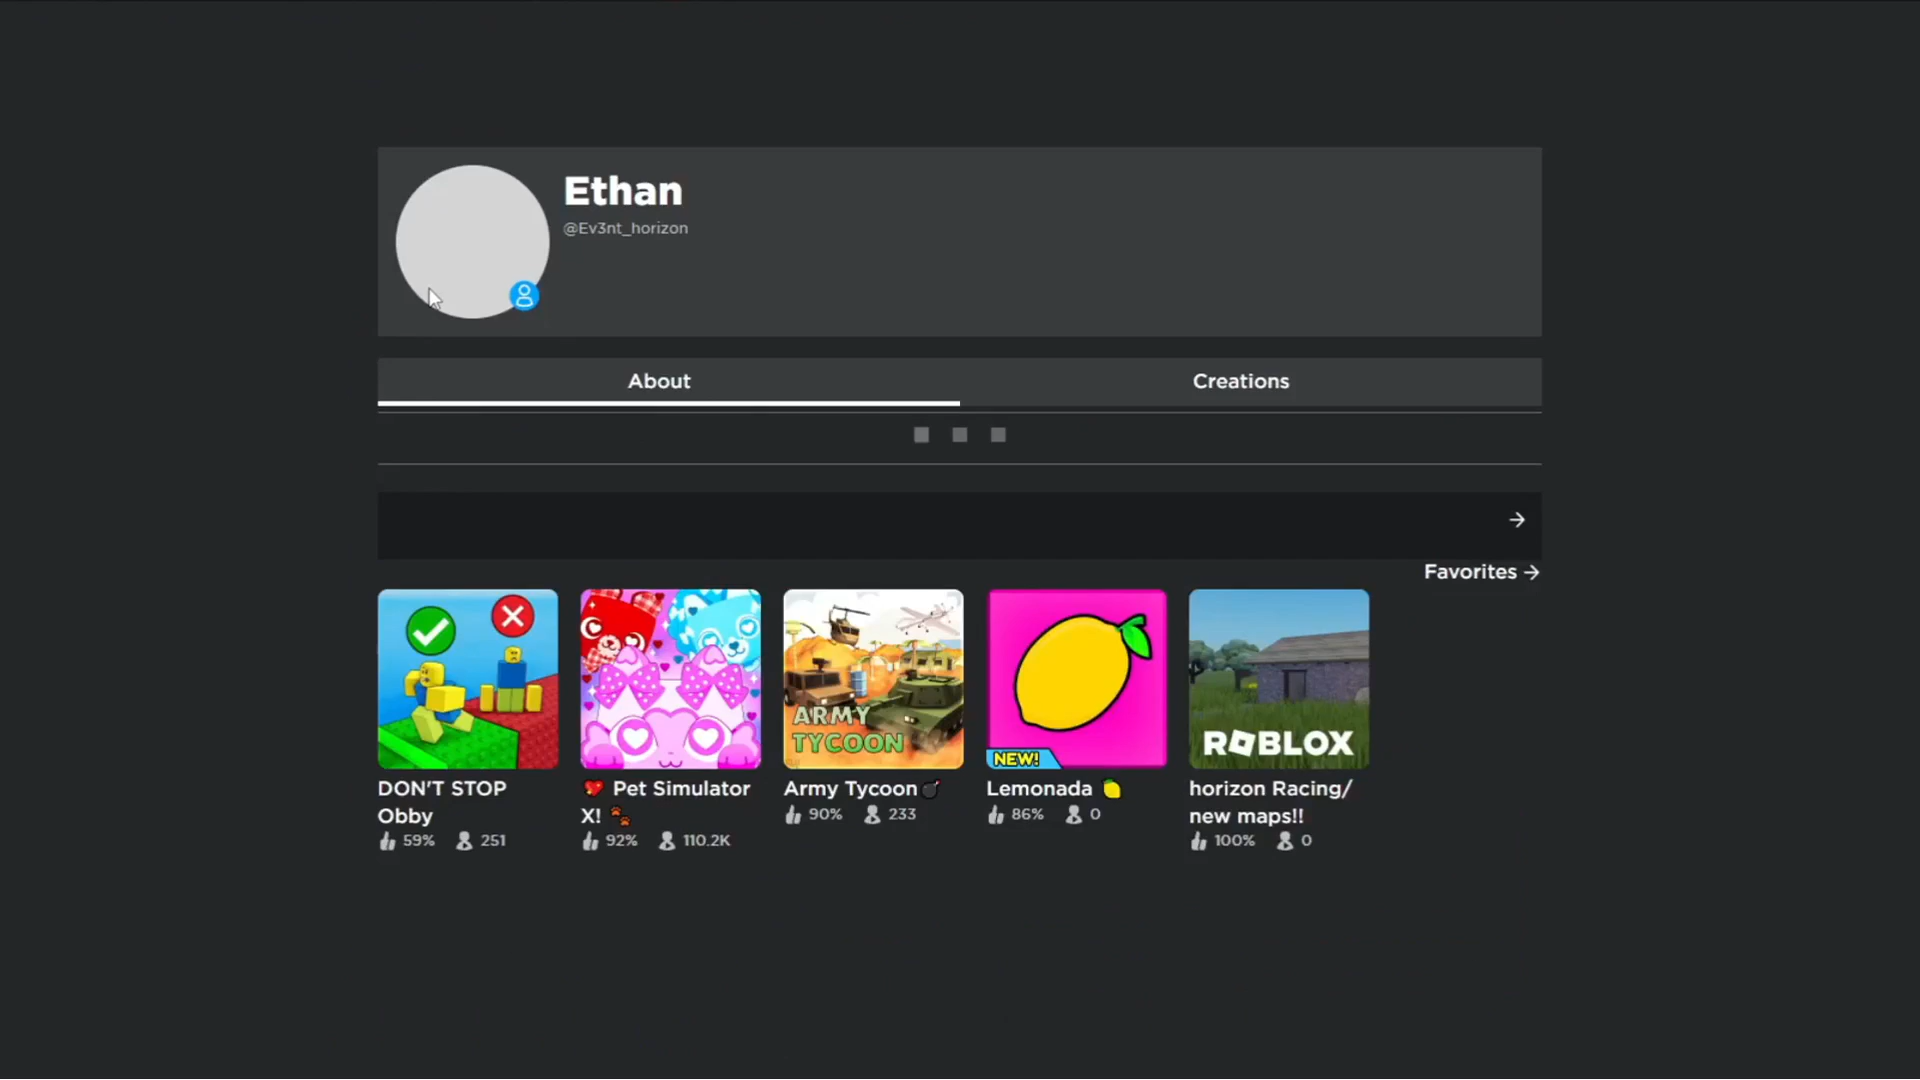 Ethan
@Ev3nt_horizon
About
Creations
Favorites →
ARMY
TYCOON
NEW!
ROBLOX
DON'T STOP
Obby
59% 251
💖 Pet Simulator
X! 🐾
92% 110.2K
Army Tycoon💣
90% 233
Lemonada 🍋
86% 0
horizon Racing/
new maps!!
100% 0